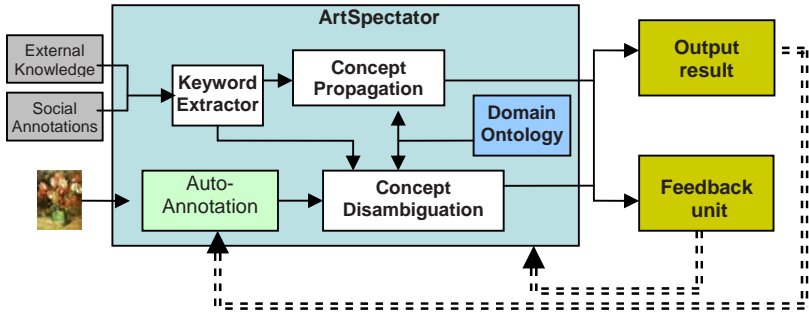 ArtSpectator
External
Knowledge
Social
Annotations
Keyword
Extractor
Concept
Propagation
Domain
Ontology
Auto-
Annotation
Concept
Disambiguation
Output
result
Feedback
unit